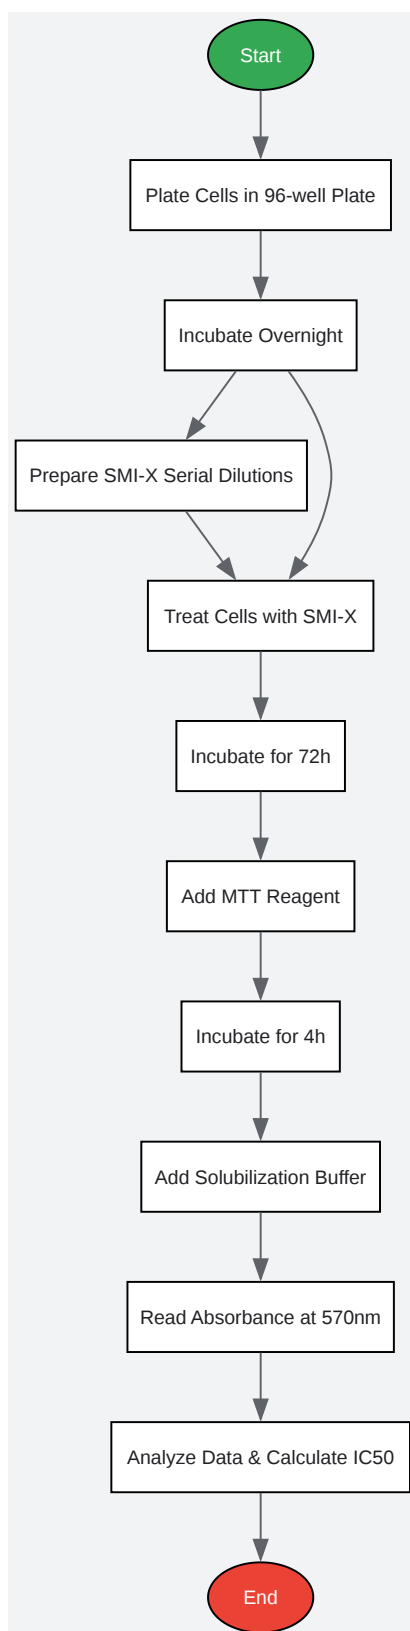 Start
Plate Cells in 96-well Plate
Incubate Overnight
Prepare SMI-X Serial Dilutions
Treat Cells with SMI-X
Incubate for 72h
Add MTT Reagent
Incubate for 4h
Add Solubilization Buffer
Read Absorbance at 570nm
Analyze Data & Calculate IC50
End